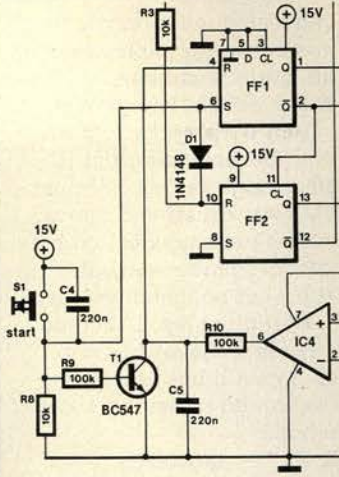 R3
10k
15V
7 5 3
D CL
4 R Q 1
FF1
6 S Q 2
D1
1N4148
15V
9 11
CL
10 R Q 13
FF2
8 S Q 12
15V
S1
C4
220n
start
R10
100k
6
7
3
+
IC4
2
-
4
R9
100k
T1
BC547
C5
220n
R8
10k